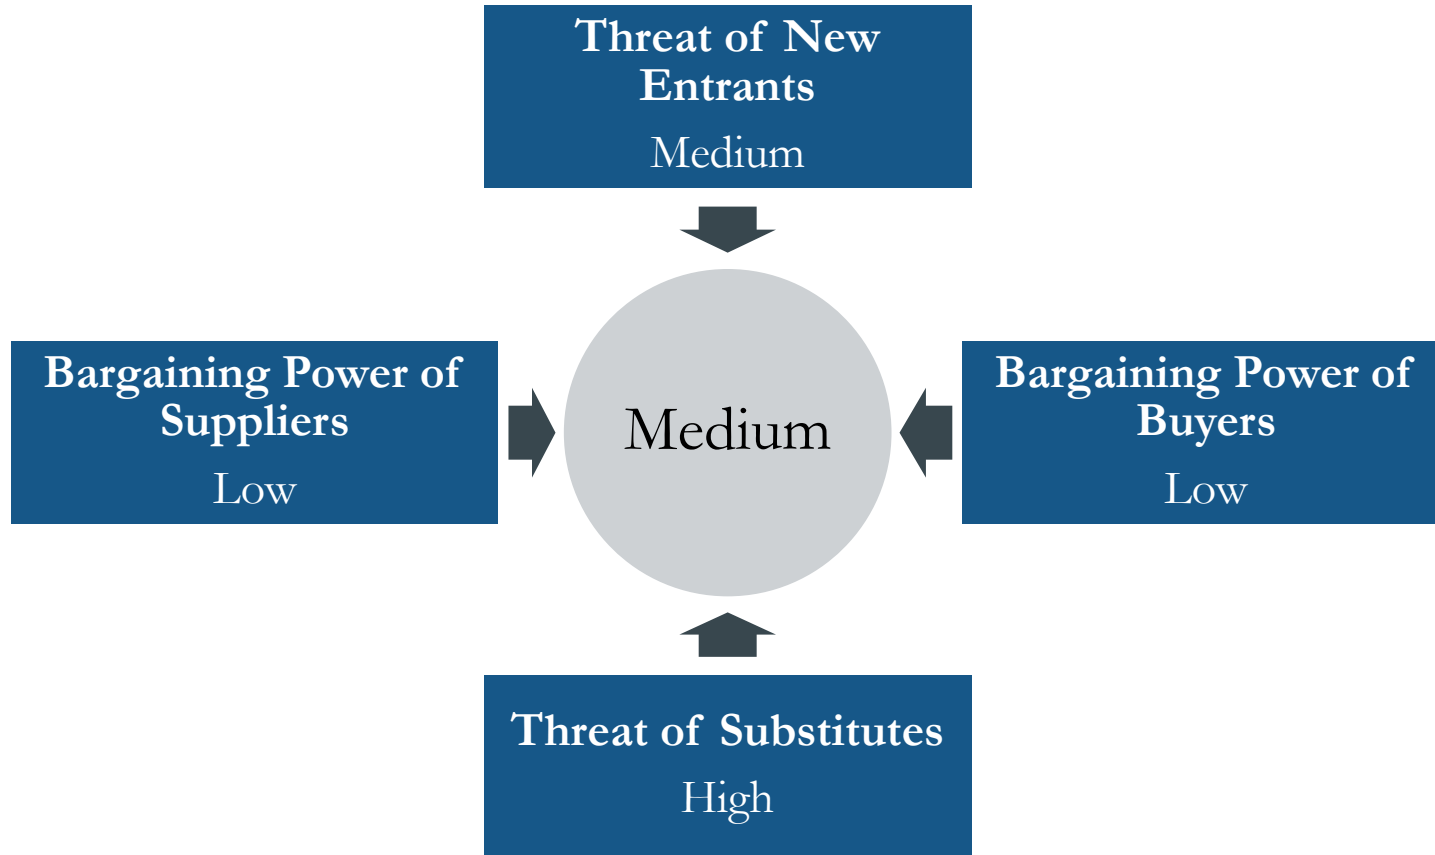 Threat of New
Entrants
Medium
Bargaining Power of
Suppliers
Low
Medium
Bargaining Power of
Buyers
Low
Threat of Substitutes
High